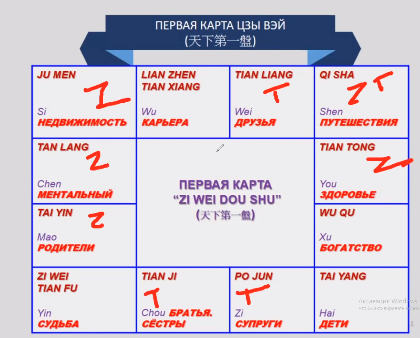 ПЕРВАЯ КАРТА ЦЗЫ ВЭЙ
(天下第一盤)
JU MEN
Si
НЕДВИЖИМОСТЬ
LIAN ZHEN
TIAN XIANG
Wu
КАРЬЕРА
TIAN LIANG
Wei
ДРУЗЬЯ
QI SHA
Shen
ПУТЕШЕСТВИЯ
TAN LANG
Chen
МЕНТАЛЬНЫЙ
ПЕРВАЯ КАРТА
“ZI WEI DOU SHU”
(天下第一盤)
TIAN TONG
You
ЗДОРОВЬЕ
TAI YIN
Mao
РОДИТЕЛИ
WU QU
Xu
БОГАТСТВО
ZI WEI
TIAN FU
Yin
СУДЬБА
TIAN JI
Chou БРАТЬЯ.
СЁСТРЫ
PO JUN
Zi
СУПРУГИ
TAI YANG
Hai
ДЕТИ